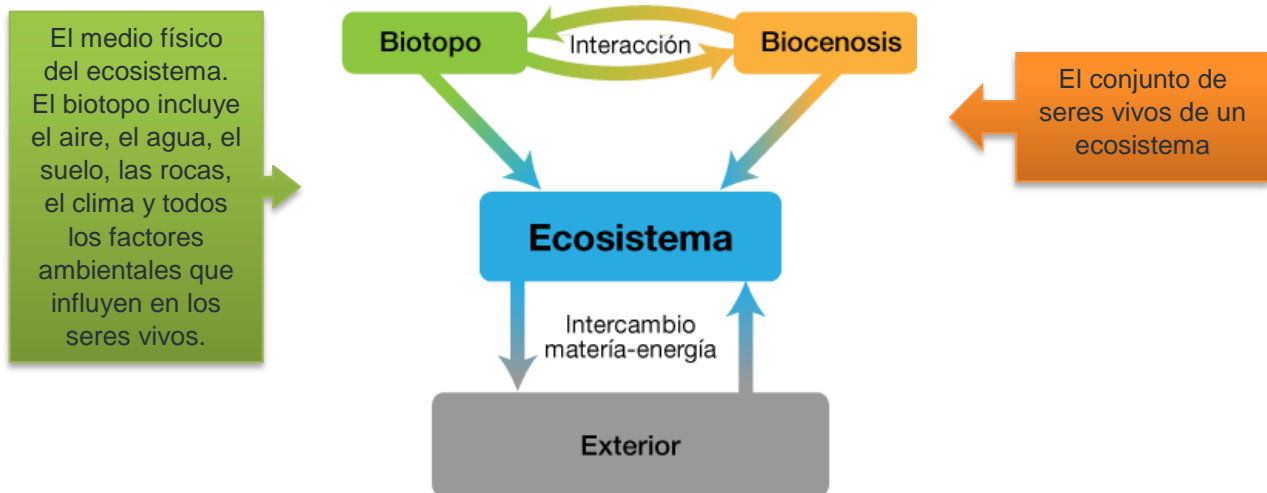 El medio físico
del ecosistema.
El biotopo incluye
el aire, el agua, el
suelo, las rocas,
el clima y todos
los factores
ambientales que
influyen en los
seres vivos.
Biotopo
Interacción
Biocenosis
El conjunto de
seres vivos de un
ecosistema
Ecosistema
Intercambio
matería-energía
Exterior